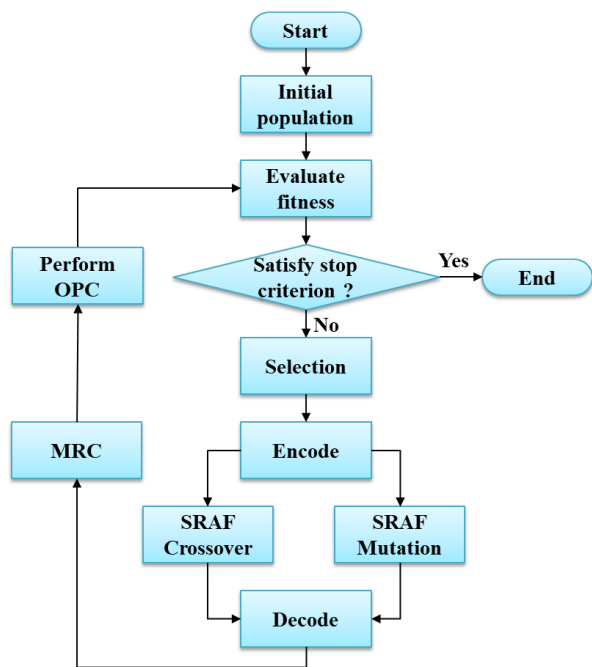 Start
Initial
population
Evaluate
fitness
Perform
OPC
Satisfy stop
criterion ?
Yes
End
No
Selection
MRC
Encode
SRAF
Crossover
SRAF
Mutation
Decode